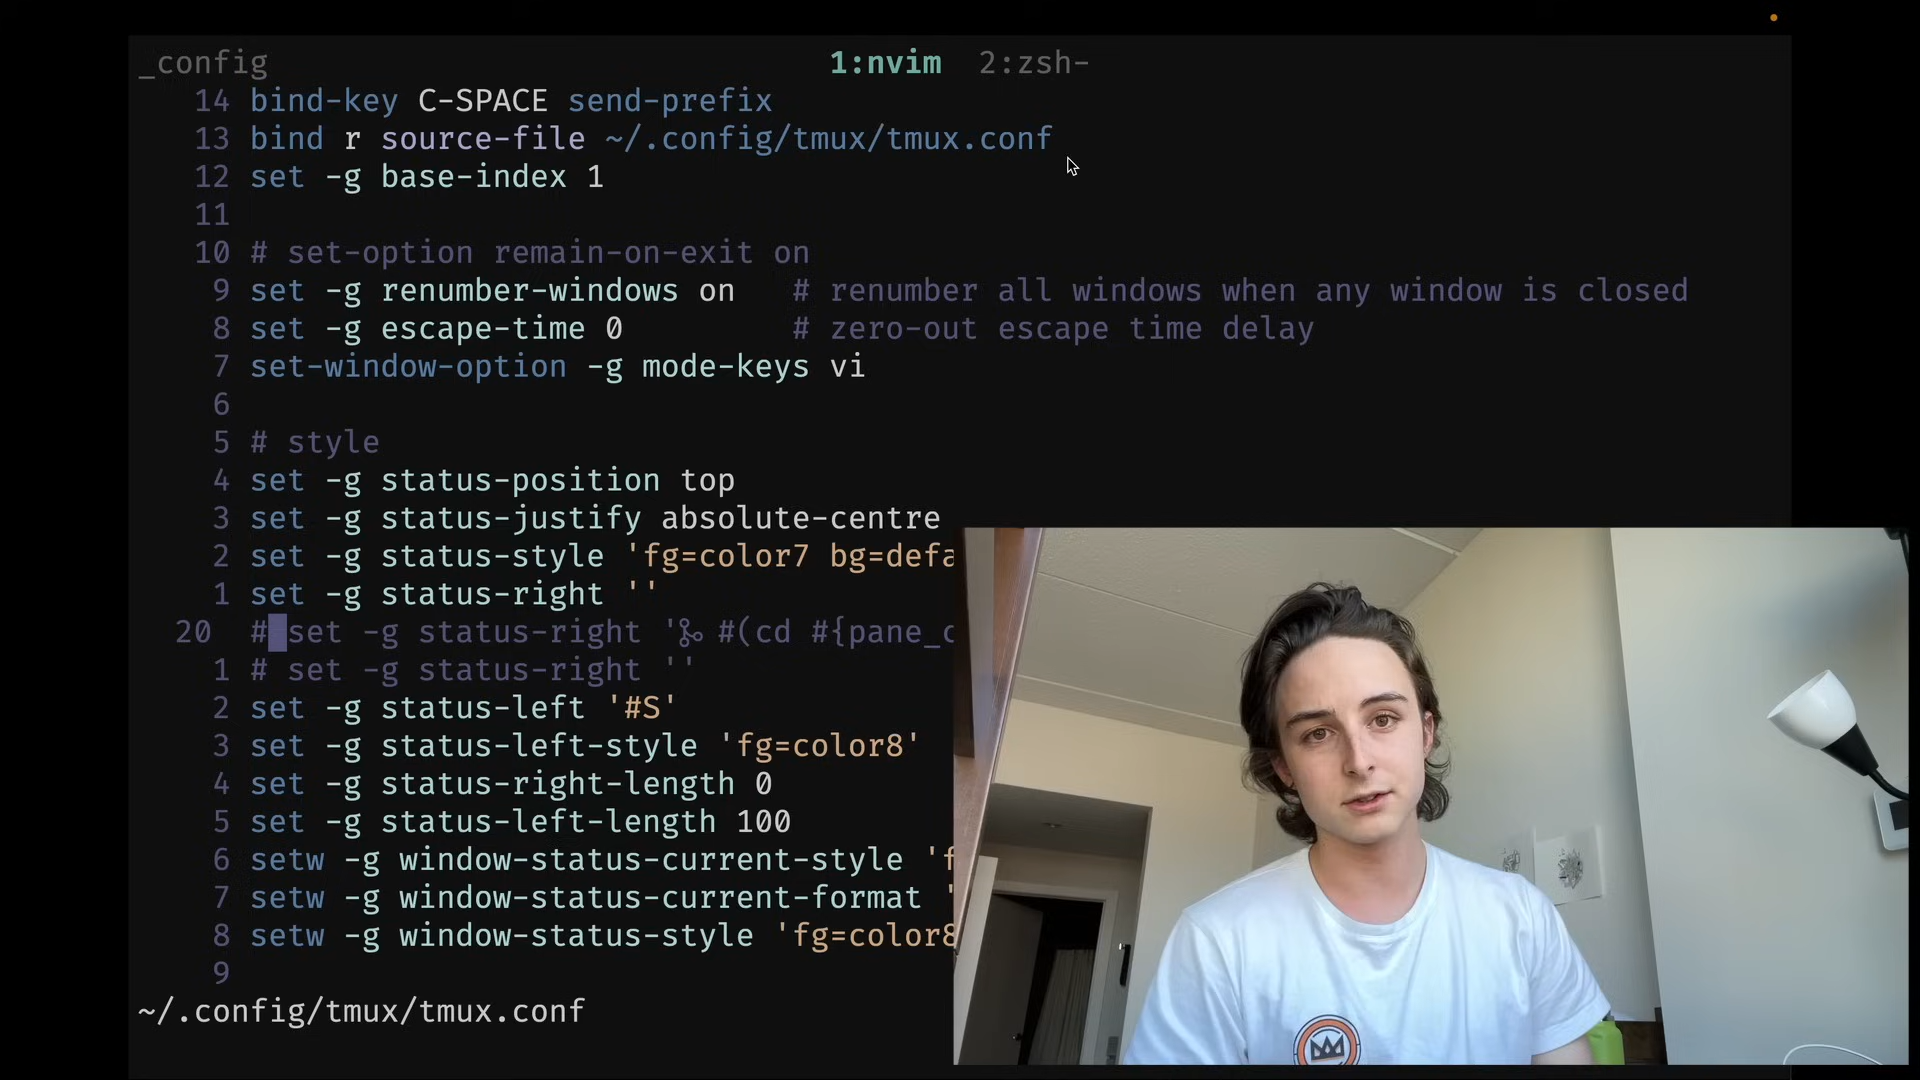 _config 1:nvim 2:zsh-
14 bind-key C-SPACE send-prefix
13 bind r source-file ~/.config/tmux/tmux.conf
12 set -g base-index 1
11
10 # set-option remain-on-exit on
9 set -g renumber-windows on # renumber all windows when any window is closed
8 set -g escape-time 0 # zero-out escape time delay
7 set-window-option -g mode-keys vi
6
5 # style
4 set -g status-position top
3 set -g status-justify absolute-centre
2 set -g status-style 'fg=color7 bg=defa
1 set -g status-right ''
20 # set -g status-right ' #(cd #{pane_c
1 # set -g status-right ''
2 set -g status-left '#S'
3 set -g status-left-style 'fg=color8'
4 set -g status-right-length 0
5 set -g status-left-length 100
6 setw -g window-status-current-style 'f
7 setw -g window-status-current-format '
8 setw -g window-status-style 'fg=color8
9
~/.config/tmux/tmux.conf